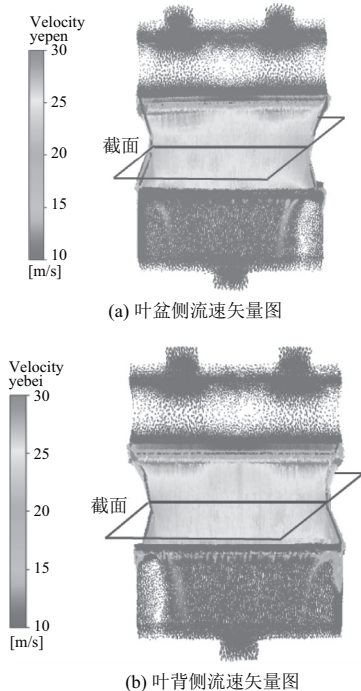 Velocity
yepen
30
25
20
15
10
[m/s]
截面
(a) 叶盆侧流速矢量图
Velocity
yebei
30
25
20
15
10
[m/s]
截面
(b) 叶背侧流速矢量图